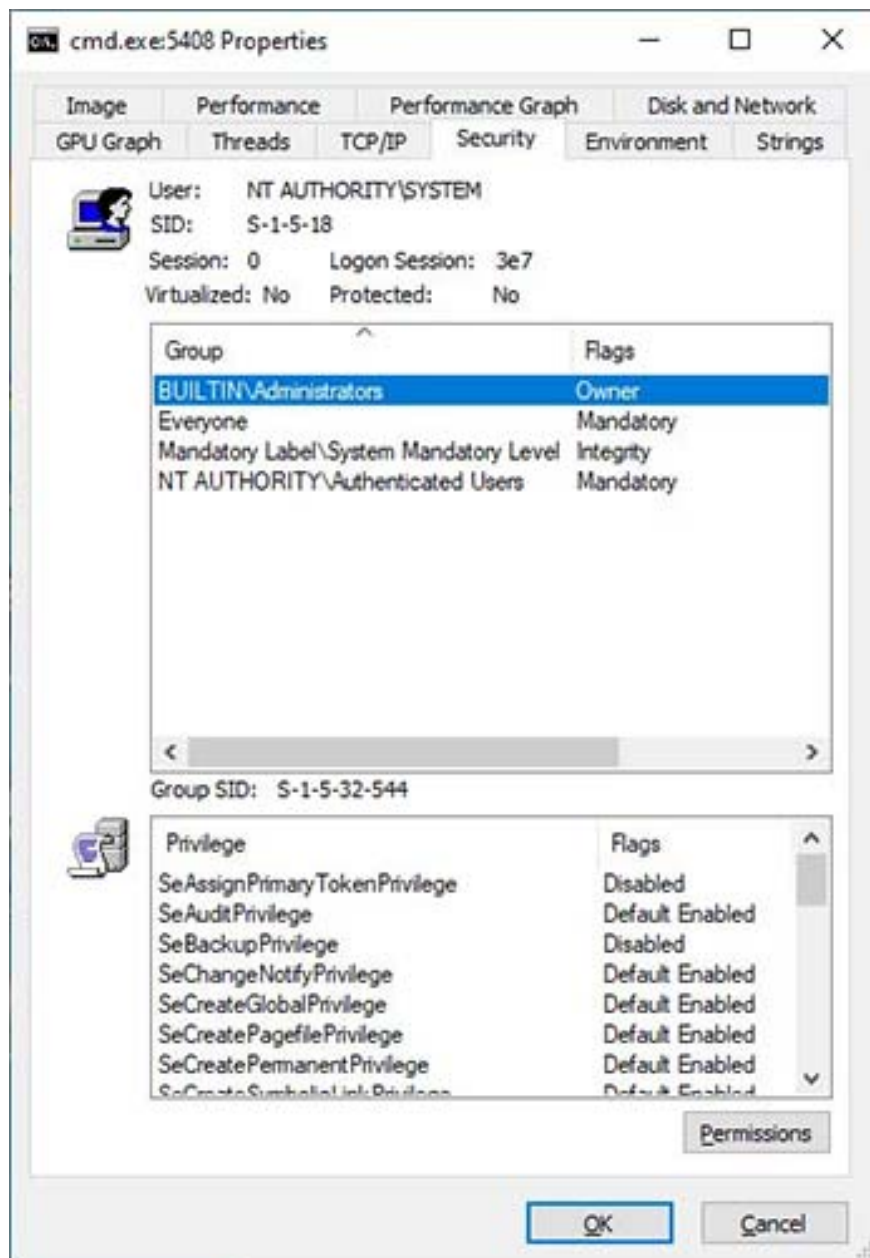 cmd.exe:5408 Properties
Image Performance Performance Graph Disk and Network
GPU Graph Threads TCP/IP Security Environment Strings
User: NT AUTHORITY\SYSTEM
SID: S-1-5-18
Session: 0 Logon Session: 3e7
Virtualized: No Protected: No
Group Flags
BUILTIN\Administrators Owner
Everyone Mandatory
Mandatory Label\System Mandatory Level Integrity
NT AUTHORITY\Authenticated Users Mandatory
Group SID: S-1-5-32-544
Privilege Flags
SeAssignPrimaryTokenPrivilege Disabled
SeAuditPrivilege Default Enabled
SeBackupPrivilege Disabled
SeChangeNotifyPrivilege Default Enabled
SeCreateGlobalPrivilege Default Enabled
SeCreatePagefilePrivilege Default Enabled
SeCreatePermanentPrivilege Default Enabled
SeCreateSymbolicLinkPrivilege Default Enabled
Permissions
OK Cancel